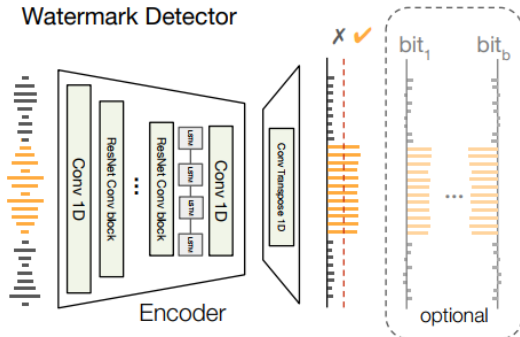 Watermark Detector
✗ ✓
bit₁ bit_b
Conv 1D
ResNet Conv block
...
ResNet Conv block
LSTM
LSTM
LSTM
LSTM
Conv 1D
Conv Transpose 1D
...
Encoder
optional